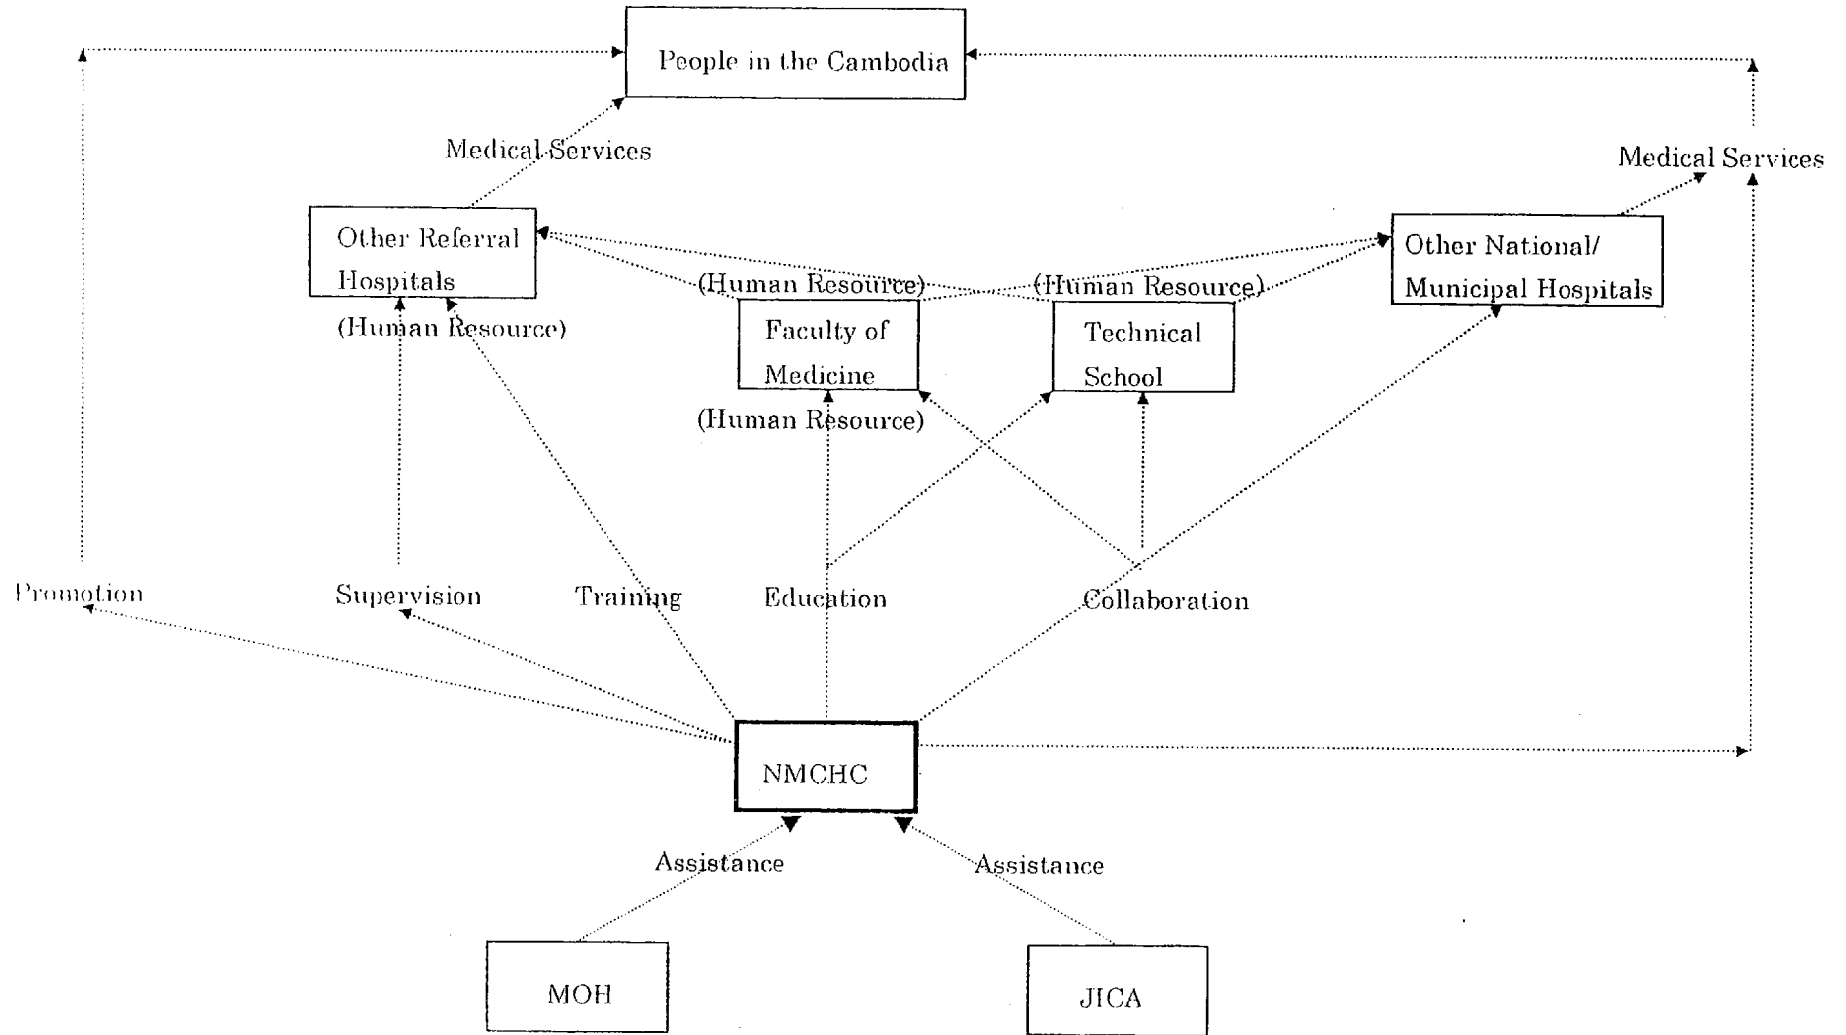 People in the Cambodia
Medical Services
Medical Services
Other Referral
Hospitals
(Human Resource)
(Human Resource)
(Human Resource)
Other National/
Municipal Hospitals
Faculty of
Medicine
(Human Resource)
Technical
School
Promotion
Supervision
Training
Education
Collaboration
NMCHC
Assistance
Assistance
MOH
JICA